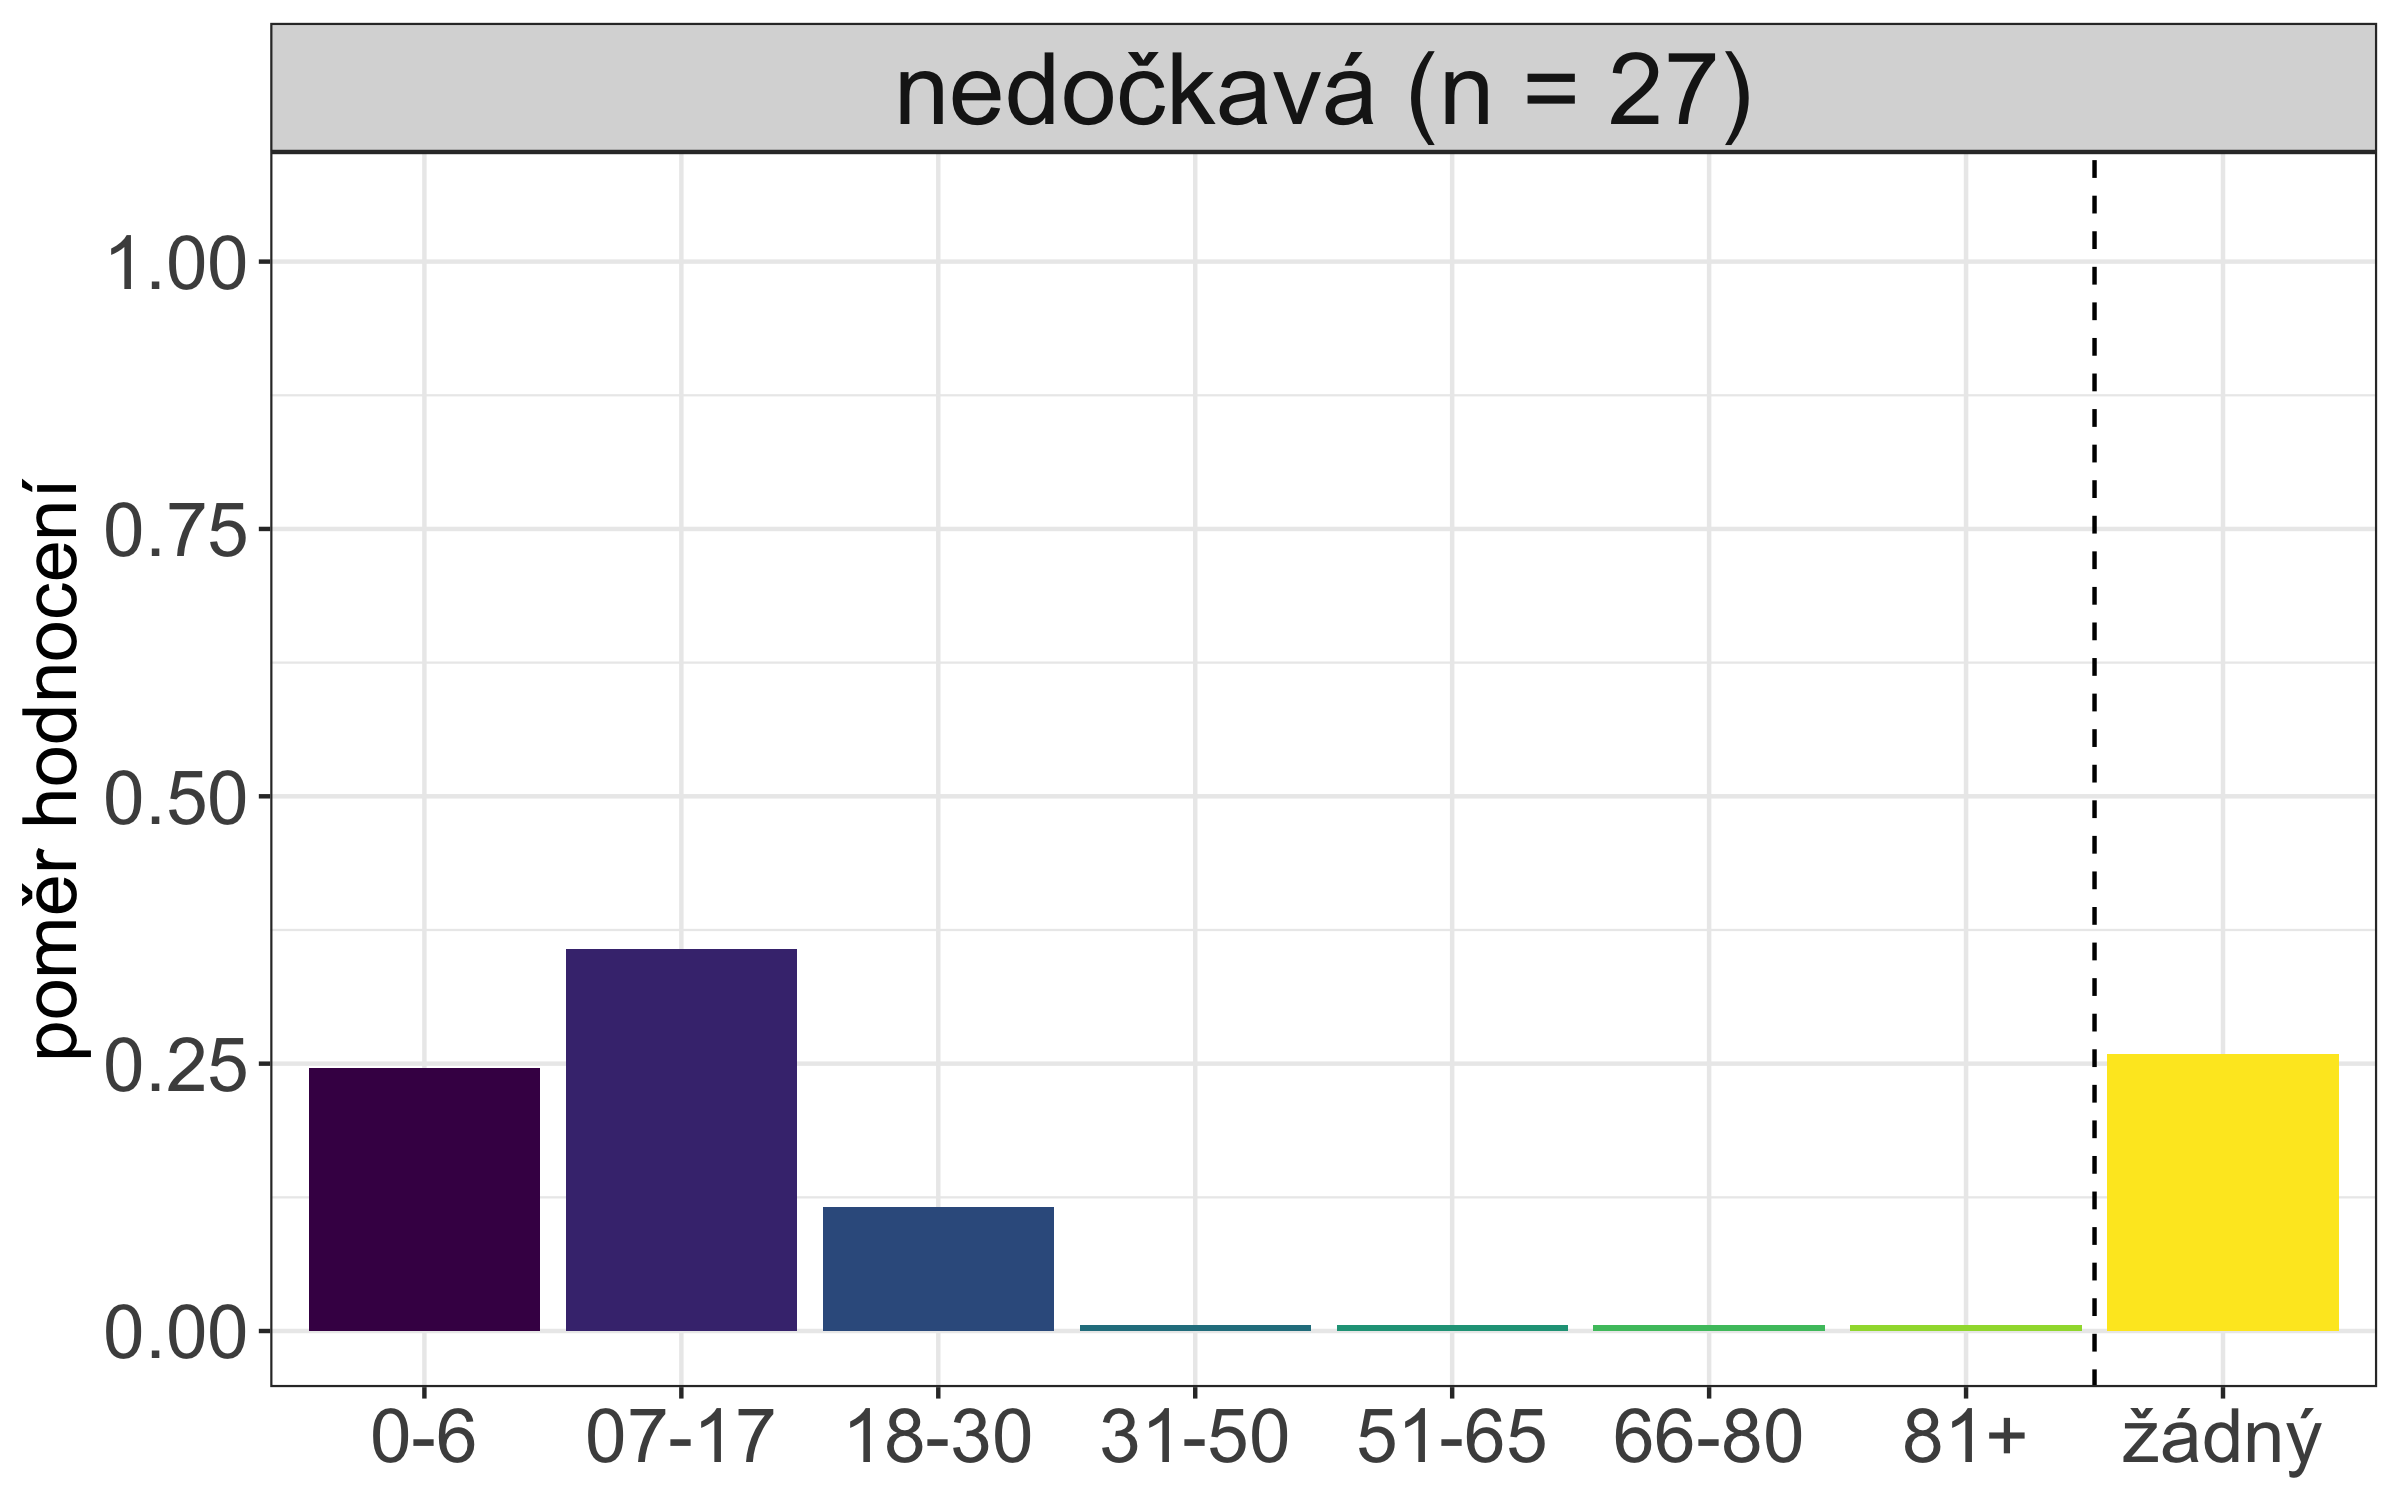 nedočkavá (n = 27)
poměr hodnocení
1.00
0.75
0.50
0.25
0.00
0-6 07-17 18-30 31-50 51-65 66-80 81+ žádný